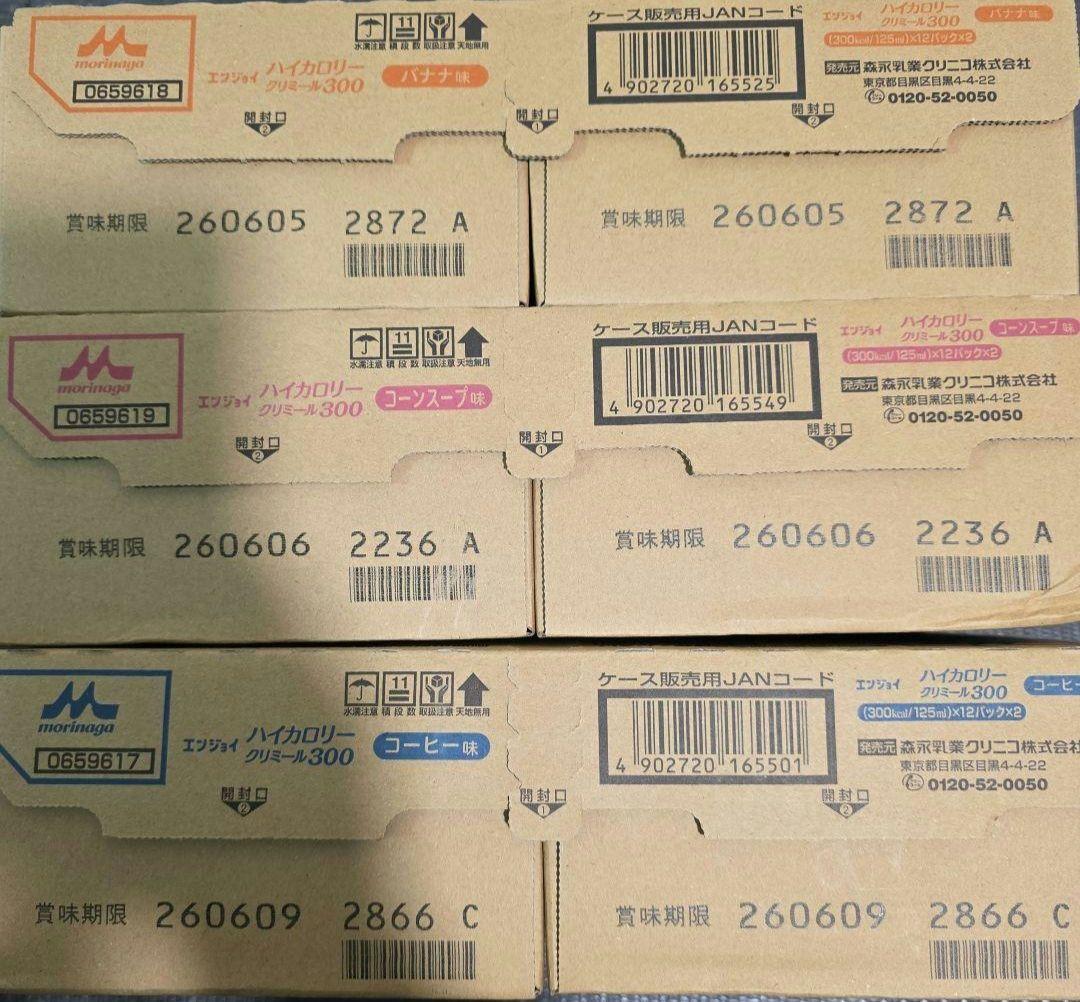 morinaga
0659618
11
水濡注意 積段数 取扱注意 天地無用
エンジョイ ハイカロリー クリミール300 バナナ味
開封口
②
開封口
①
ケース販売用JANコード
4 902720 165525
開封口
②
エンジョイ ハイカロリー クリミール300 バナナ味
(300kcal/125ml)×12パック×2
発売元 森永乳業クリニコ株式会社
東京都目黒区目黒4-4-22
0120-52-0050
賞味期限 260605 2872 A
賞味期限 260605 2872 A
morinaga
0659619
11
水濡注意 積段数 取扱注意 天地無用
エンジョイ ハイカロリー クリミール300 コーンスープ味
開封口
②
開封口
①
ケース販売用JANコード
4 902720 165549
開封口
②
エンジョイ ハイカロリー クリミール300 コーンスープ味
(300kcal/125ml)×12パック×2
発売元 森永乳業クリニコ株式会社
東京都目黒区目黒4-4-22
0120-52-0050
賞味期限 260606 2236 A
賞味期限 260606 2236 A
morinaga
0659617
11
水濡注意 積段数 取扱注意 天地無用
エンジョイ ハイカロリー クリミール300 コーヒー味
開封口
②
開封口
①
ケース販売用JANコード
4 902720 165501
開封口
②
エンジョイ ハイカロリー クリミール300 コーヒー
(300kcal/125ml)×12パック×2
発売元 森永乳業クリニコ株式会社
東京都目黒区目黒4-4-22
0120-52-0050
賞味期限 260609 2866 C
賞味期限 260609 2866 C